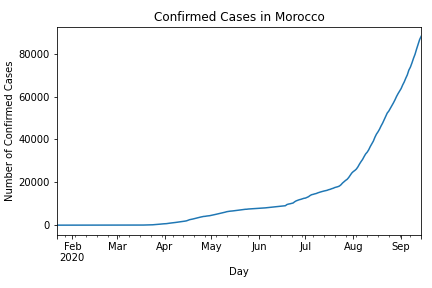 Confirmed Cases in Morocco
Number of Confirmed Cases
80000
60000
40000
20000
0
Feb Mar Apr May Jun Jul Aug Sep
2020
Day